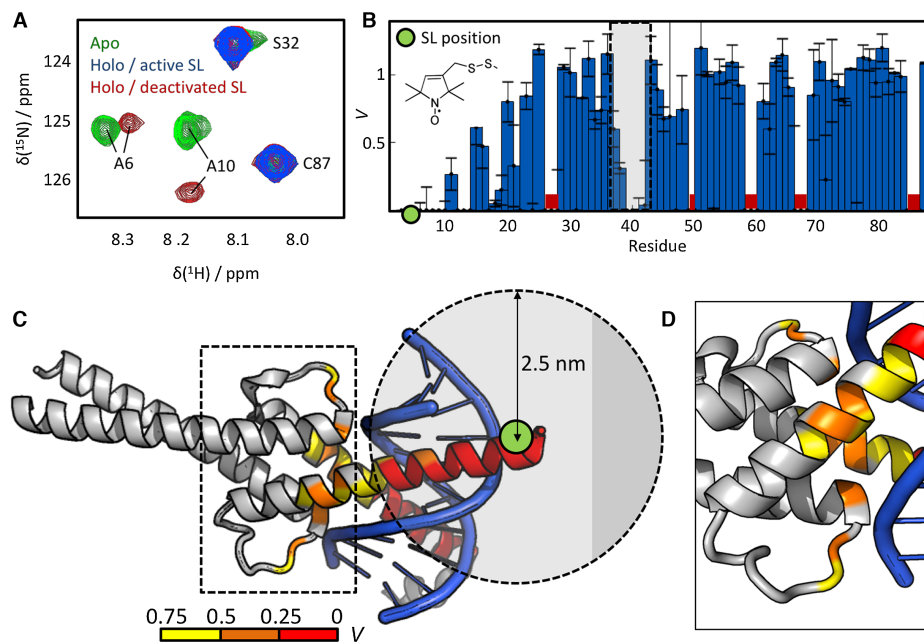 A
124
125
126
δ(¹⁵N) / ppm
Apo
Holo / active SL
Holo / deactivated SL
S32
A6
A10
C87
8.3
8.2
8.1
8.0
δ(¹H) / ppm
B
SL position
S–S
N
O
V
1
0.5
10
20
30
40
50
60
70
80
Residue
C
2.5 nm
0.75
0.5
0.25
0
V
D